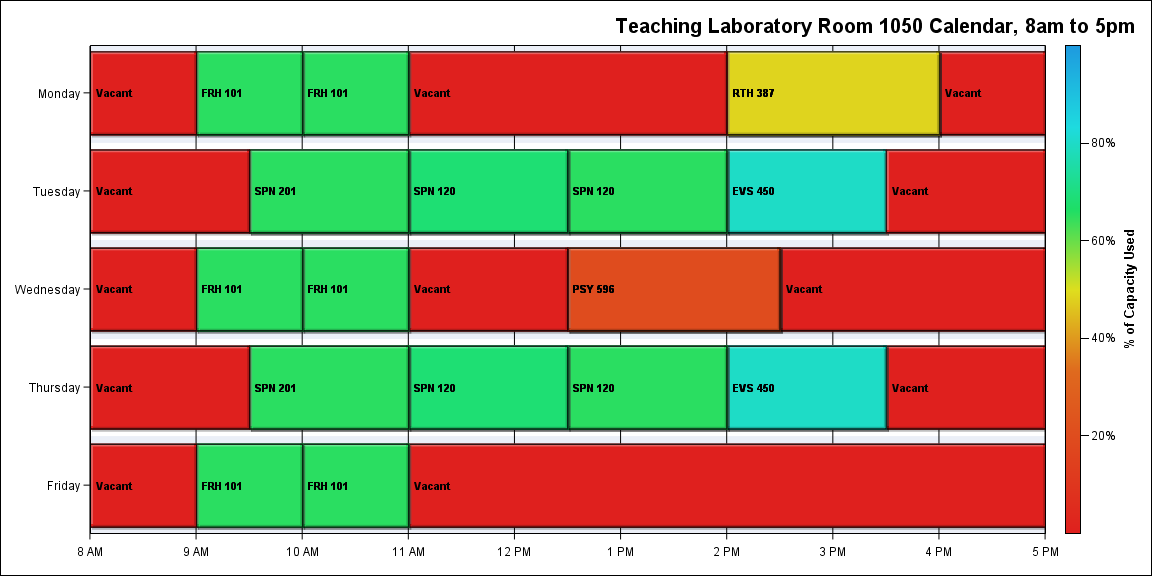 Teaching Laboratory Room 1050 Calendar, 8am to 5pm
Monday
Vacant
FRH 101
FRH 101
Vacant
RTH 387
Vacant
Tuesday
Vacant
SPN 201
SPN 120
SPN 120
EVS 450
Vacant
Wednesday
Vacant
FRH 101
FRH 101
Vacant
PSY 596
Vacant
Thursday
Vacant
SPN 201
SPN 120
SPN 120
EVS 450
Vacant
Friday
Vacant
FRH 101
FRH 101
Vacant
8 AM
9 AM
10 AM
11 AM
12 PM
1 PM
2 PM
3 PM
4 PM
5 PM
80%
60%
40%
20%
% of Capacity Used